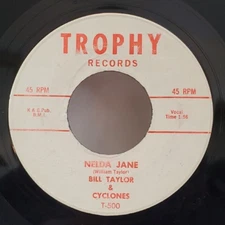 TROPHY
RECORDS
45 RPM
45 RPM
B.M.I.
Vocal
NELDA JANE
(William Taylor)
BILL TAYLOR
&
CYCLONES
T-500